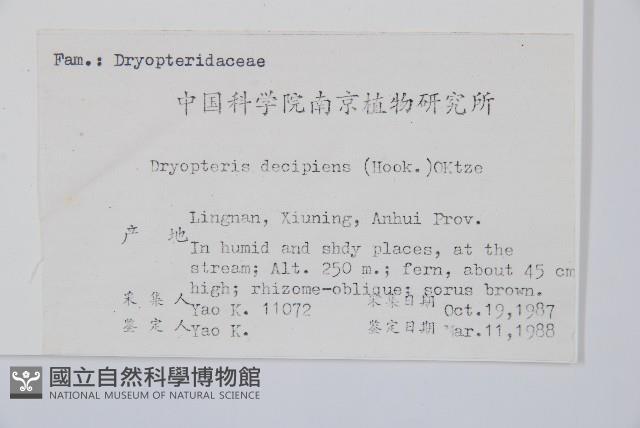 Fam.: Dryopteridaceae
中国科学院南京植物研究所
Dryopteris decipiens (Hook.)OKtze
产地 Lingnan, Xiuning, Anhui Prov.
In humid and shdy places, at the
stream; Alt. 250 m.; fern, about 45 cm
high; rhizome-oblique; sorus brown.
采集人 Yao K. 11072 采集日期 Oct.19,1987
鉴定人 Yao K. 鉴定日期 Mar.11,1988
國立自然科學博物館
NATIONAL MUSEUM OF NATURAL SCIENCE